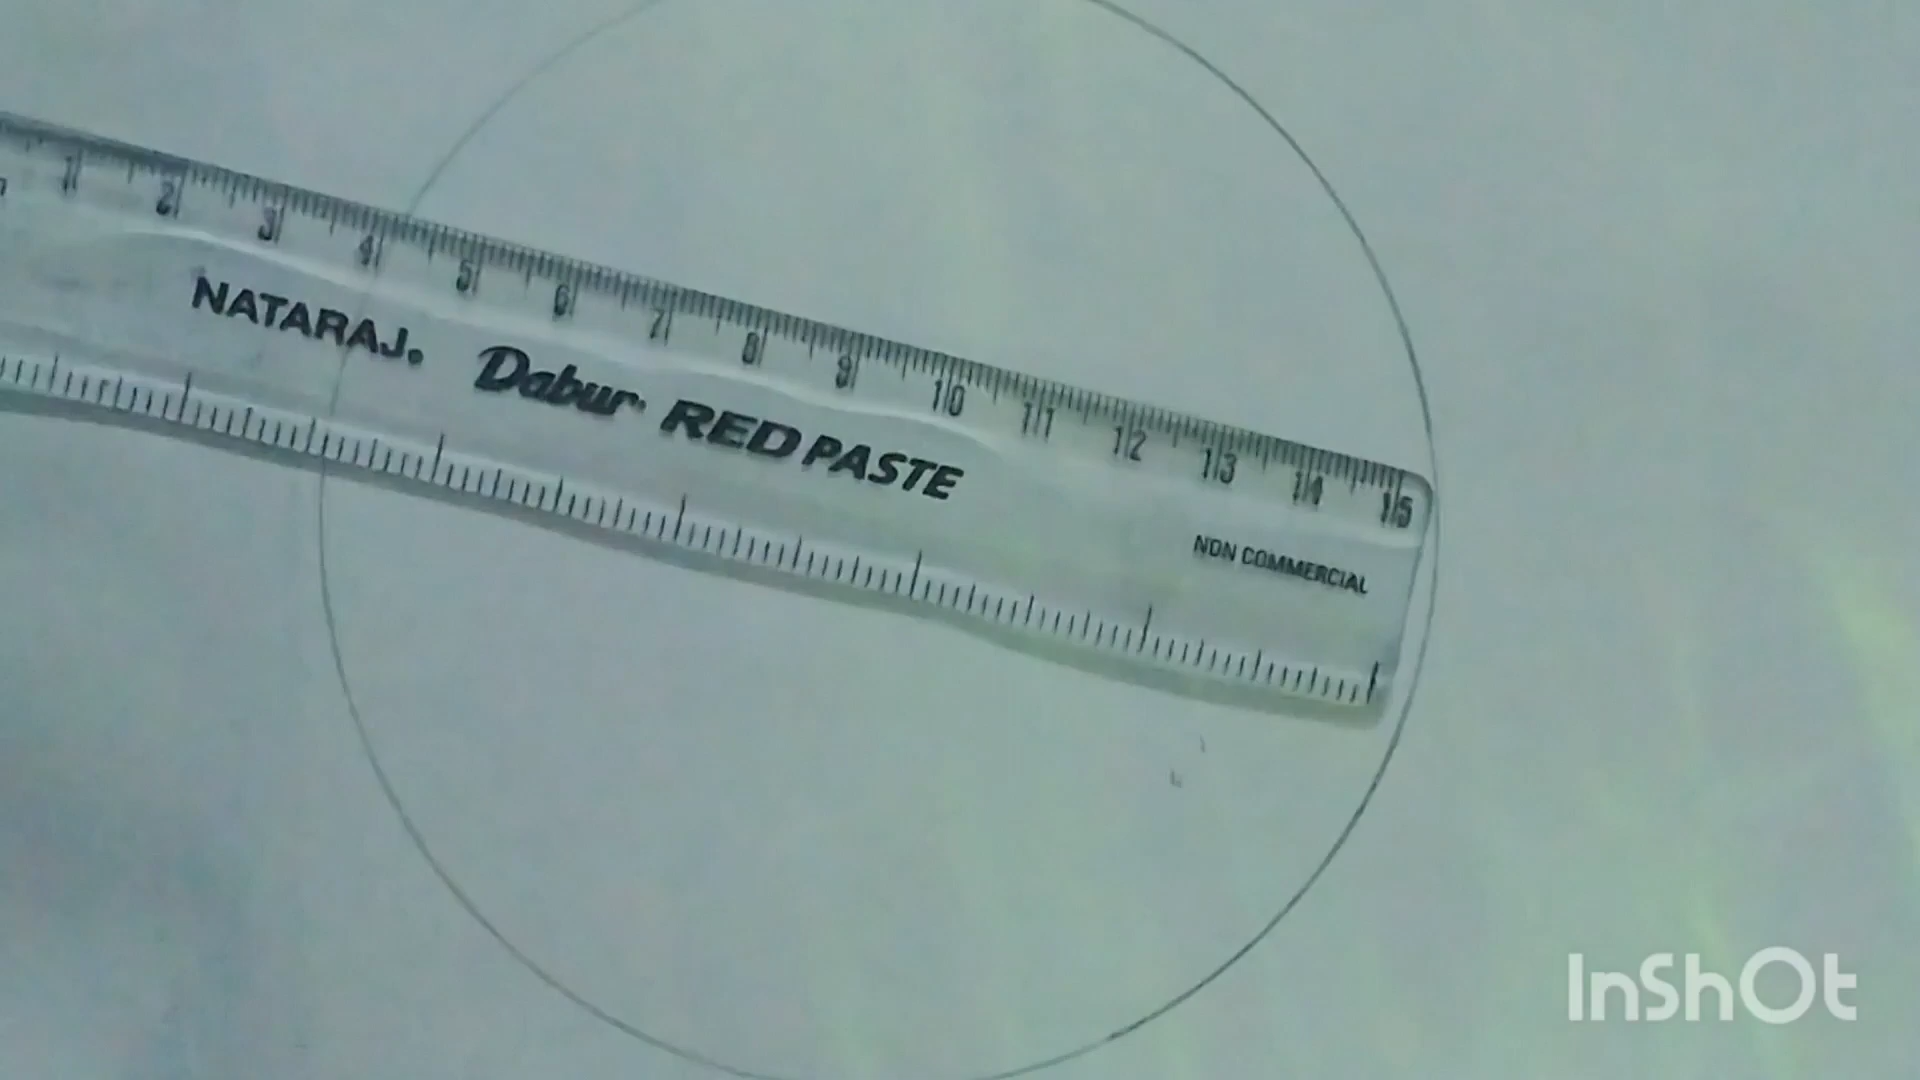 1 2 3 4 5 6 7 8 9 10 11 12 13 14 15
NATARAJ. Dabur RED PASTE
NON COMMERCIAL
InShOt